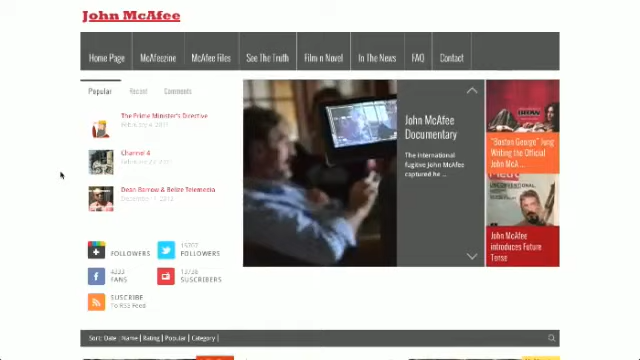 John McAfee
Home Page
McAfeezine
McAfee Files
See The Truth
Film n Novel
In The News
FAQ
Contact
Popular
Recent
Comments
The Prime Minister's Directive
Channel 4
Dean Barrow & Belize Telemedia
John McAfee
Documentary
The international
fugitive John McAfee
captured he ...
"Boston George" Jung
Writing the Official
John McA...
John McAfee
introduces Future
Tense
FOLLOWERS
FOLLOWERS
4233
FANS
SUSCRIBERS
SUSCRIBE
To RSS Feed
Sort: Date | Name | Rating | Popular | Category |